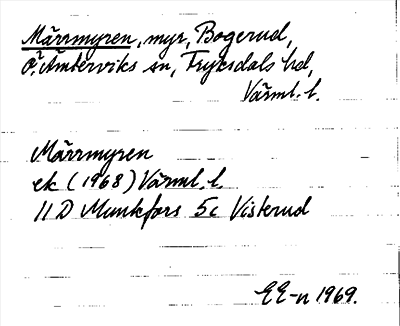 Märrmyren, myr, Bogerud,
Ö. Ämterviks sn, Fryksdals hd,
Värml. l.
Märrmyren
ek (1968) Värml. l.
11 D Munkfors 5c Visterud
EE-n 1969.